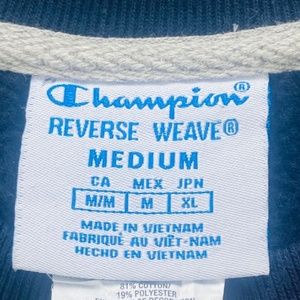 Champion®
REVERSE WEAVE®
MEDIUM
CA MEX JPN
M/M M XL
MADE IN VIETNAM
FABRIQUÉ AU VIÊT-NAM
HECHO EN VIETNAM
81% COTTON/
19% POLYESTER